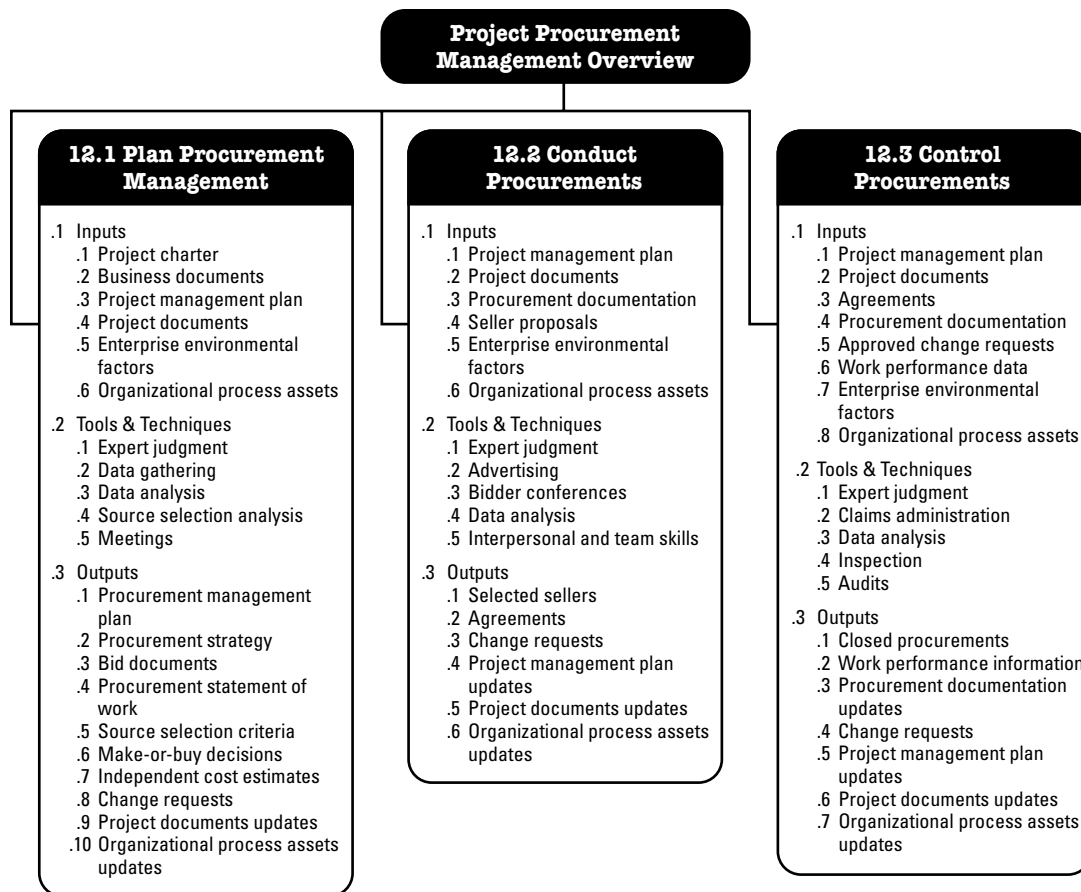 Project Procurement
Management Overview
12.1 Plan Procurement
Management
.1 Inputs
.1 Project charter
.2 Business documents
.3 Project management plan
.4 Project documents
.5 Enterprise environmental
factors
.6 Organizational process assets
.2 Tools & Techniques
.1 Expert judgment
.2 Data gathering
.3 Data analysis
.4 Source selection analysis
.5 Meetings
.3 Outputs
.1 Procurement management
plan
.2 Procurement strategy
.3 Bid documents
.4 Procurement statement of
work
.5 Source selection criteria
.6 Make-or-buy decisions
.7 Independent cost estimates
.8 Change requests
.9 Project documents updates
.10 Organizational process assets
updates
12.2 Conduct
Procurements
.1 Inputs
.1 Project management plan
.2 Project documents
.3 Procurement documentation
.4 Seller proposals
.5 Enterprise environmental
factors
.6 Organizational process assets
.2 Tools & Techniques
.1 Expert judgment
.2 Advertising
.3 Bidder conferences
.4 Data analysis
.5 Interpersonal and team skills
.3 Outputs
.1 Selected sellers
.2 Agreements
.3 Change requests
.4 Project management plan
updates
.5 Project documents updates
.6 Organizational process assets
updates
12.3 Control
Procurements
.1 Inputs
.1 Project management plan
.2 Project documents
.3 Agreements
.4 Procurement documentation
.5 Approved change requests
.6 Work performance data
.7 Enterprise environmental
factors
.8 Organizational process assets
.2 Tools & Techniques
.1 Expert judgment
.2 Claims administration
.3 Data analysis
.4 Inspection
.5 Audits
.3 Outputs
.1 Closed procurements
.2 Work performance information
.3 Procurement documentation
updates
.4 Change requests
.5 Project management plan
updates
.6 Project documents updates
.7 Organizational process assets
updates